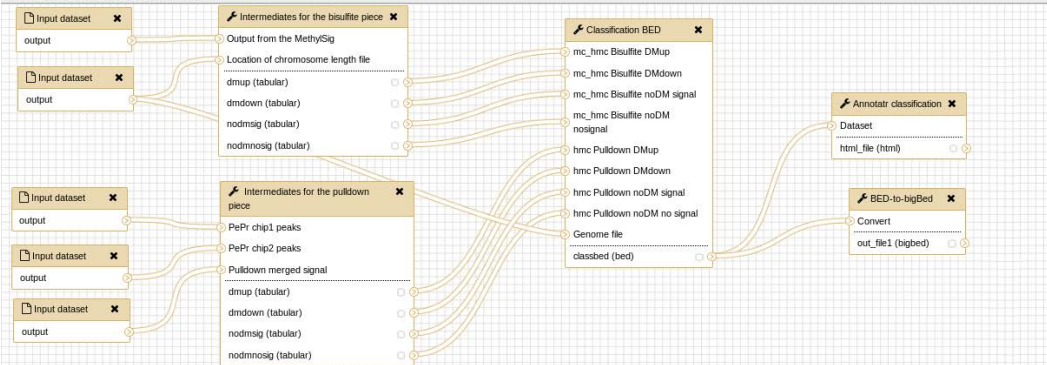 Input dataset
output
Input dataset
output
Intermediates for the bisulfite piece
Output from the MethylSig
Location of chromosome length file
dmup (tabular)
dmdown (tabular)
nodmsig (tabular)
nodmnosig (tabular)
Input dataset
output
Input dataset
output
Input dataset
output
Intermediates for the pulldown
piece
PePr chip1 peaks
PePr chip2 peaks
Pulldown merged signal
dmup (tabular)
dmdown (tabular)
nodmsig (tabular)
nodmnosig (tabular)
Classification BED
mc_hmc Bisulfite DMup
mc_hmc Bisulfite DMdown
mc_hmc Bisulfite noDM signal
mc_hmc Bisulfite noDM
nosignal
hmc Pulldown DMup
hmc Pulldown DMdown
hmc Pulldown noDM signal
hmc Pulldown noDM no signal
Genome file
classbed (bed)
Annotatr classification
Dataset
html_file (html)
BED-to-bigBed
Convert
out_file1 (bigbed)